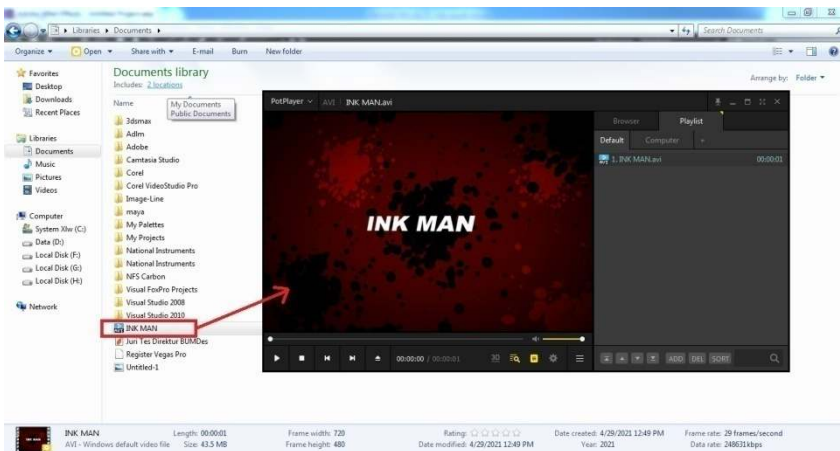 Libraries ▸ Documents ▸
Search Documents
Organize
Open
Share with
E-mail
Burn
New folder
Favorites
Desktop
Downloads
Recent Places
Libraries
Documents
Music
Pictures
Videos
Computer
System Xlw (C:)
Data (D:)
Local Disk (F:)
Local Disk (G:)
Local Disk (H:)
Network
Documents library
Includes: 2 locations
Arrange by: Folder
Name
My Documents
Public Documents
3dsmax
Adlm
Adobe
Camtasia Studio
Corel
Corel VideoStudio Pro
Image-Line
maya
My Palettes
My Projects
National Instruments
National Instruments
NFS Carbon
Visual FoxPro Projects
Visual Studio 2008
Visual Studio 2010
INK MAN
Juri Tes Direktur BUMDes
Register Vegas Pro
Untitled-1
PotPlayer AVI INK MAN.avi
INK MAN
00:00:00 / 00:00:01
3D
Browser Playlist
Default Computer +
1. INK MAN.avi 00:00:01
ADD DEL SORT
INK MAN Length: 00:00:01 Frame width: 720 Rating: Date created: 4/29/2021 12:49 PM Frame rate: 29 frames/second
AVI - Windows default video file Size: 43.5 MB Frame height: 480 Date modified: 4/29/2021 12:49 PM Year: 2021 Data rate: 248631kbps